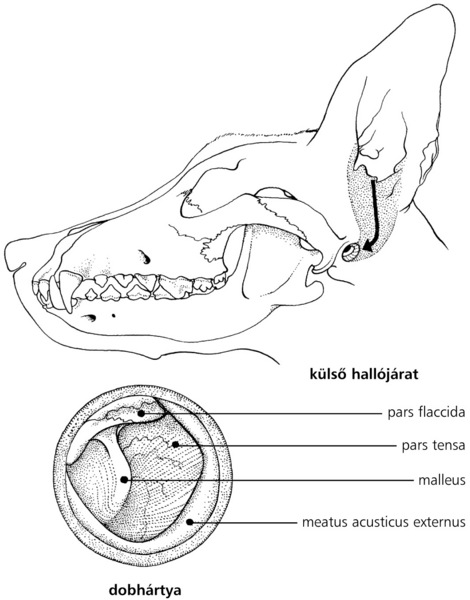 külső hallójárat
pars flaccida
pars tensa
malleus
meatus acusticus externus
dobhártya